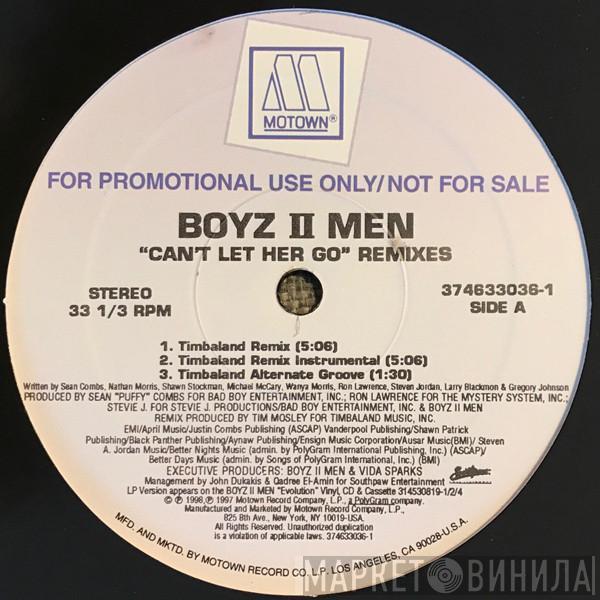 MOTOWN®
FOR PROMOTIONAL USE ONLY/NOT FOR SALE
BOYZ II MEN
“CAN'T LET HER GO” REMIXES
STEREO
33 1/3 RPM
374633036-1
SIDE A
1. Timbaland Remix (5:06)
2. Timbaland Remix Instrumental (5:06)
3. Timbaland Alternate Groove (1:30)
Written by Sean Combs, Nathan Morris, Shawn Stockman, Michael McCary, Wanya Morris, Ron Lawrence, Steven Jordan, Larry Blackmon & Gregory Johnson
PRODUCED BY SEAN "PUFFY" COMBS FOR BAD BOY ENTERTAINMENT, INC.; RON LAWRENCE FOR THE MYSTERY SYSTEM, INC.;
STEVIE J. FOR STEVIE J. PRODUCTIONS/BAD BOY ENTERTAINMENT, INC. & BOYZ II MEN
REMIX PRODUCED BY TIM MOSLEY FOR TIMBALAND MUSIC, INC.
EMI/April Music/Justin Combs Publishing (ASCAP) Vanderpool Publishing/Shawn Patrick
Publishing/Black Panther Publishing/Aynaw Publishing/Ensign Music Corporation/Ausar Music(BMI)/ Steven
A. Jordan Music/Better Nights Music (admin. by PolyGram International Publishing, Inc.) (ASCAP)/
Better Days Music (admin. by Songs of PolyGram International, Inc.) (BMI)
EXECUTIVE PRODUCERS: BOYZ II MEN & VIDA SPARKS
Management by John Dukakis & Qadree El-Amin for Southpaw Entertainment
LP Version appears on the BOYZ II MEN "Evolution" Vinyl, CD & Cassette 314530819-1/2/4
© ℗ 1998, ℗ 1997 Motown Record Company, L.P., a PolyGram company.
Manufactured and Marketed by Motown Record Company, L.P.,
825 8th Ave., New York, NY 10019-USA.
All Rights Reserved. Unauthorized duplication
is a violation of applicable laws. 374633036-1
MFD. AND MKTD. BY MOTOWN RECORD CO. L.P. LOS ANGELES, CA 90028-U.S.A.
МАРКЕТ ВИНИЛА